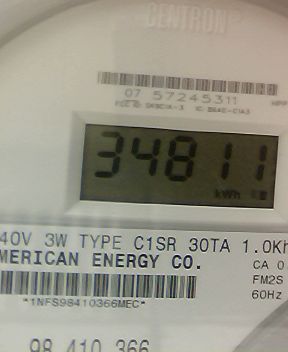 CENTRON
07 57245311
34811
kWh
40V 3W TYPE C1SR 30TA 1.0Kh
MERICAN ENERGY CO.
CA 0
FM2S
*1NFS98410366MEC*
60Hz
98 410 366